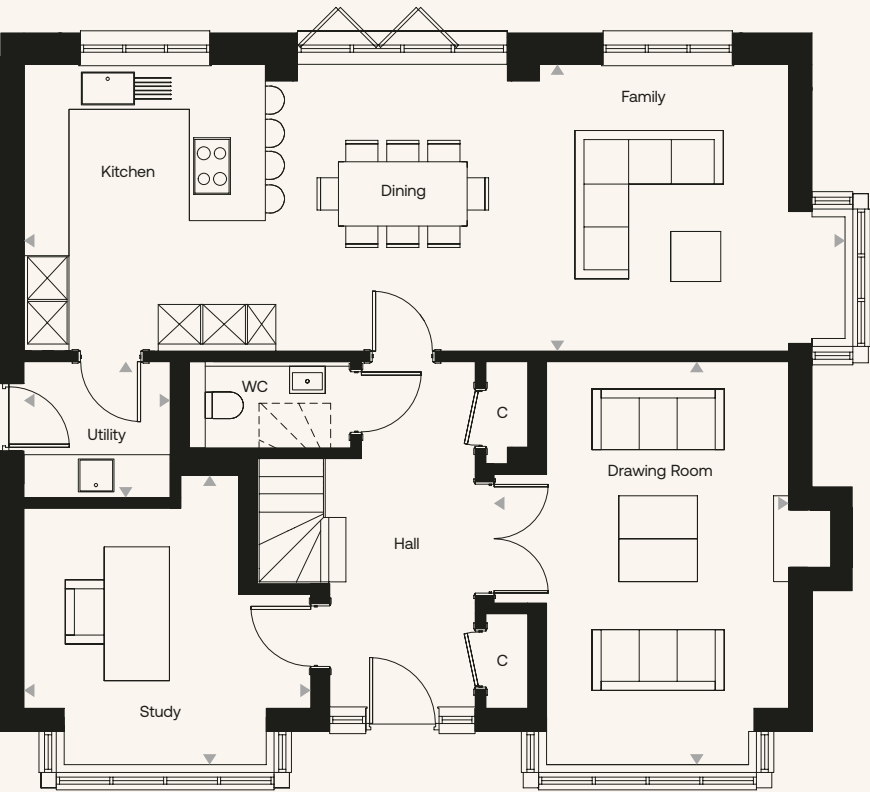 Family
Kitchen
Dining
WC
C
Utility
Drawing Room
Hall
C
Study